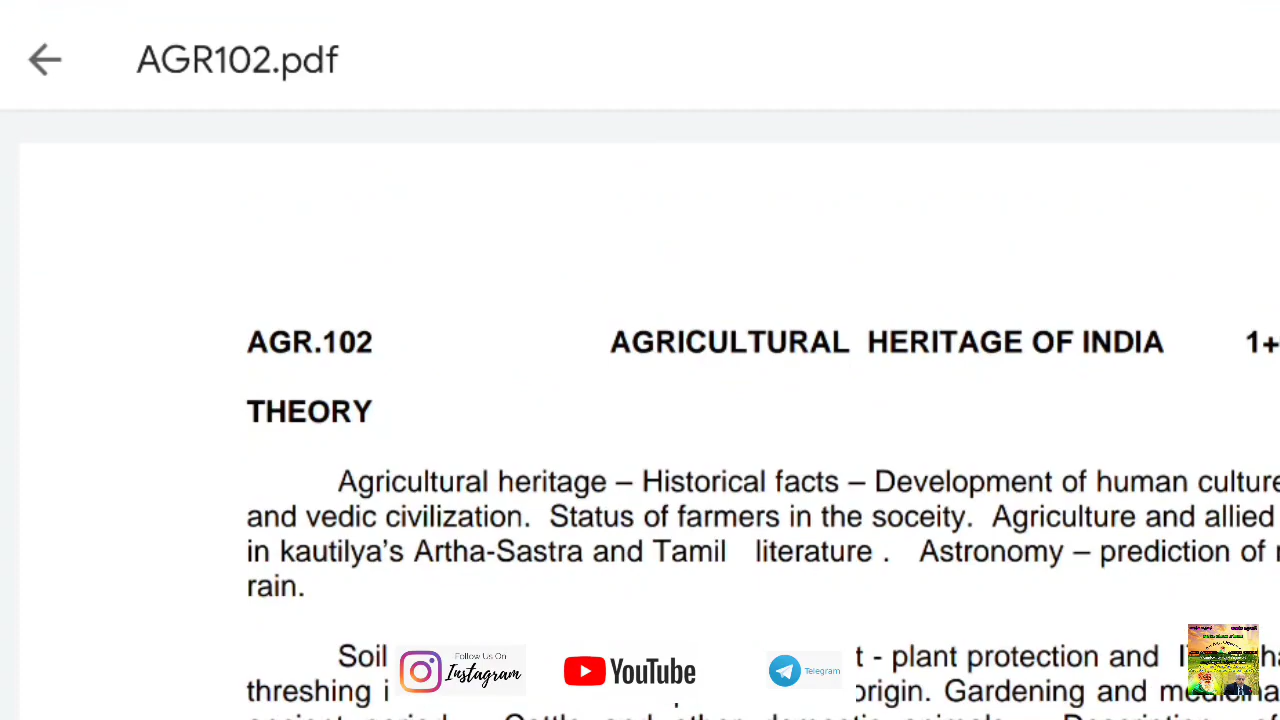 AGR102.pdf
AGR.102 AGRICULTURAL HERITAGE OF INDIA 1+
THEORY
Agricultural heritage – Historical facts – Development of human culture
and vedic civilization. Status of farmers in the soceity. Agriculture and allied
in kautilya's Artha-Sastra and Tamil literature . Astronomy – prediction of
rain.
Soil t - plant protection and
threshing i origin. Gardening and
Follow Us On
Instagram
YouTube
Telegram